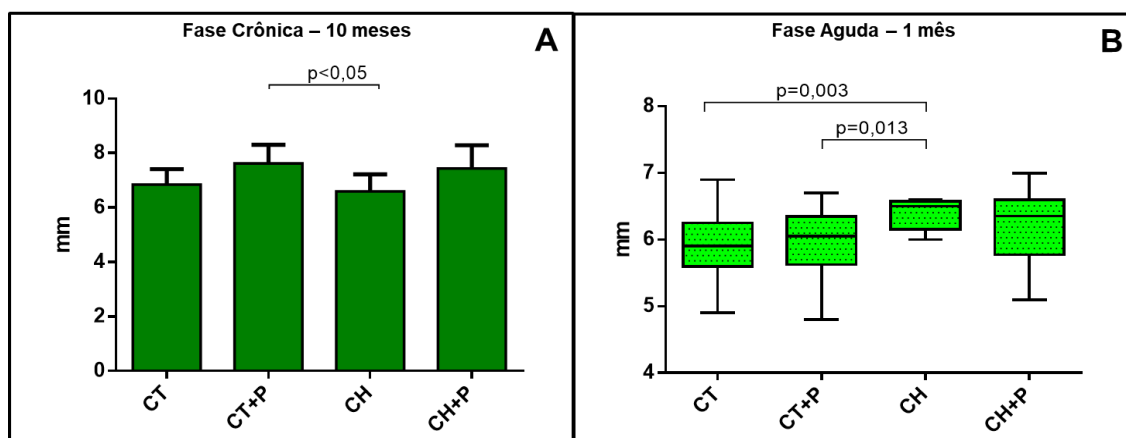 Fase Crônica – 10 meses
A
p<0,05
10
8
6
4
2
0
mm
CT
CT+P
CH
CH+P
Fase Aguda – 1 mês
B
p=0,003
p=0,013
8
7
6
5
4
mm
CT
CT+P
CH
CH+P